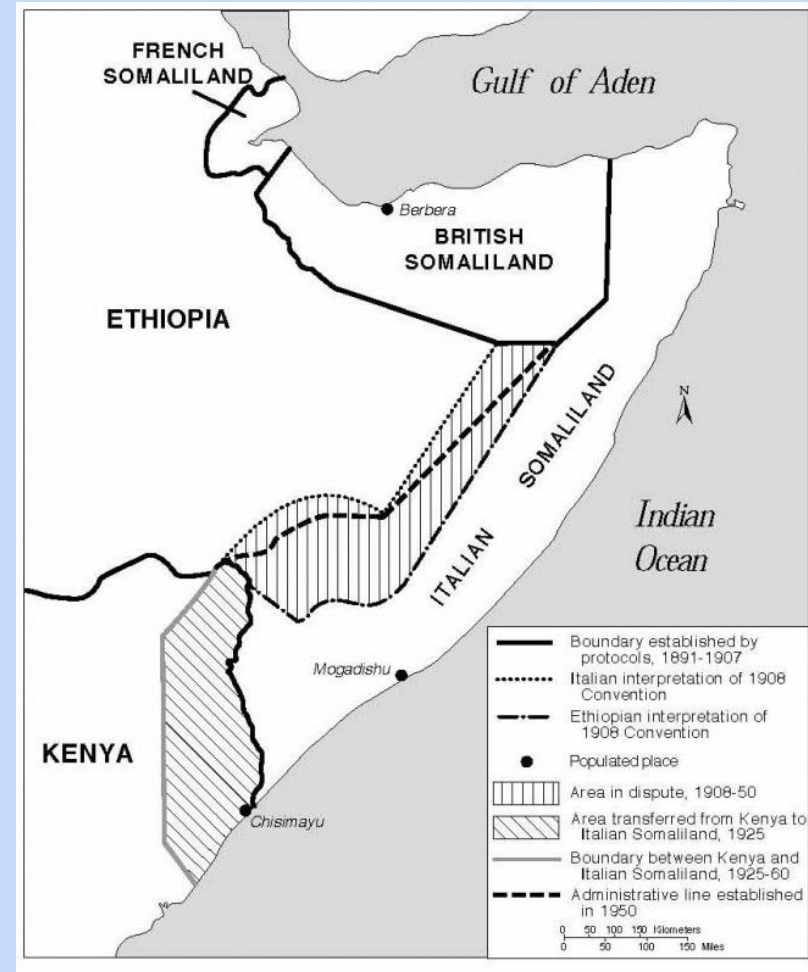 FRENCH
SOMALILAND
Gulf of Aden
Berbera
BRITISH
SOMALILAND
ETHIOPIA
N
ITALIAN SOMALILAND
Indian
Ocean
Mogadishu
KENYA
Chisimayu
Boundary established by
protocols, 1891-1907
Italian interpretation of 1908
Convention
Ethiopian interpretation of
1908 Convention
Populated place
Area in dispute, 1908-50
Area transferred from Kenya to
Italian Somaliland, 1925
Boundary between Kenya and
Italian Somaliland, 1925-60
Administrative line established
in 1950
0 50 100 150 Kilometers
0 50 100 150 Miles